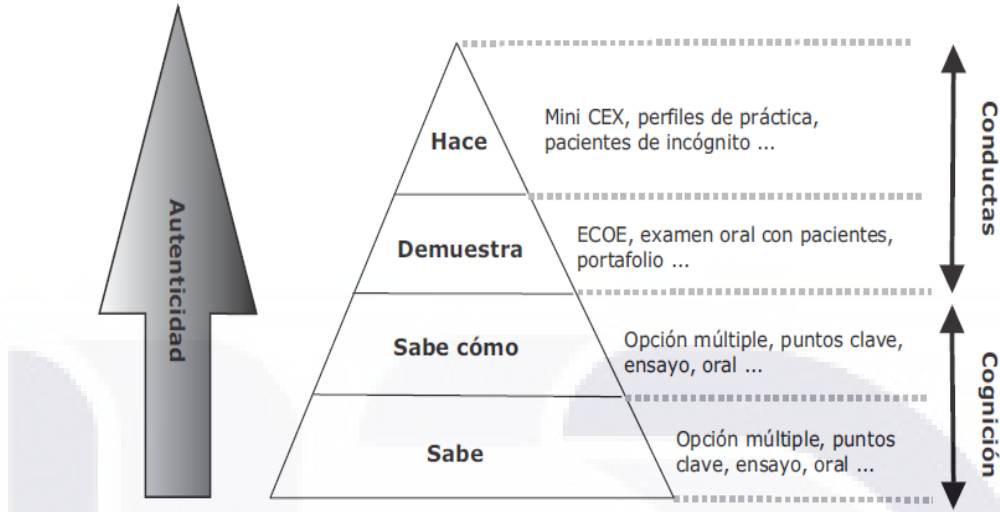 Autenticidad
Hace
Mini CEX, perfiles de práctica,
pacientes de incógnito ...
Demuestra
ECOE, examen oral con pacientes,
portafolio ...
Conductas
Sabe cómo
Opción múltiple, puntos clave,
ensayo, oral ...
Sabe
Opción múltiple, puntos
clave, ensayo, oral ...
Cognición